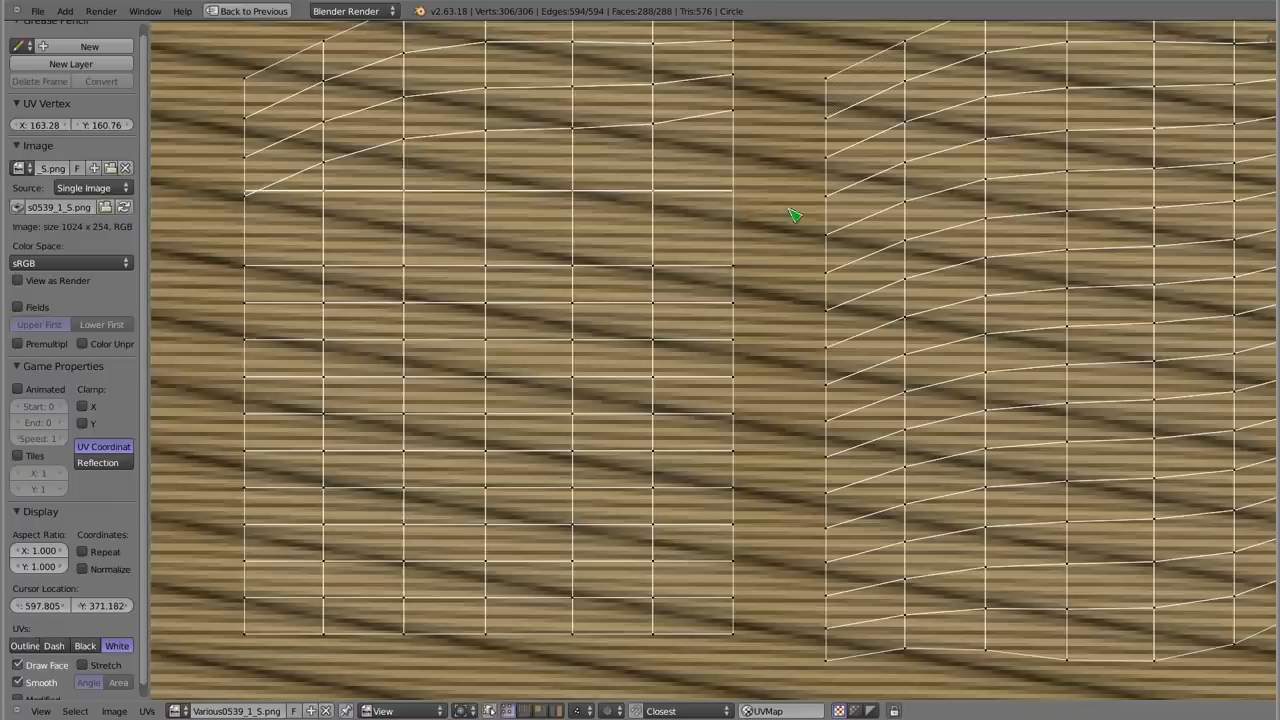 File Add Render Window Help Back to Previous Blender Render v2.63.18 | Verts:306/306 | Edges:594/594 | Faces:288/288 | Tris:576 | Circle
Grease Pencil
New
New Layer
Delete Frame Convert
UV Vertex
X: 163.28 Y: 160.76
Image
_S.png F
Source: Single Image
s0539_1_S.png
Image: size 1024 x 254, RGB
Color Space:
sRGB
View as Render
Fields
Upper First Lower First
Premultipl Color Unpr
Game Properties
Animated Clamp:
Start: 0 X
End: 0 Y
Speed: 1
UV Coordinat
Tiles Reflection
X: 1
Y: 1
Display
Aspect Ratio: Coordinates:
X: 1.000 Repeat
Y: 1.000 Normalize
Cursor Location:
: 597.805 Y: 371.182
UVs:
Outline Dash Black White
Draw Face Stretch
Smooth Angle Area
View Select Image UVs Various0539_1_S.png F View Closest UVMap